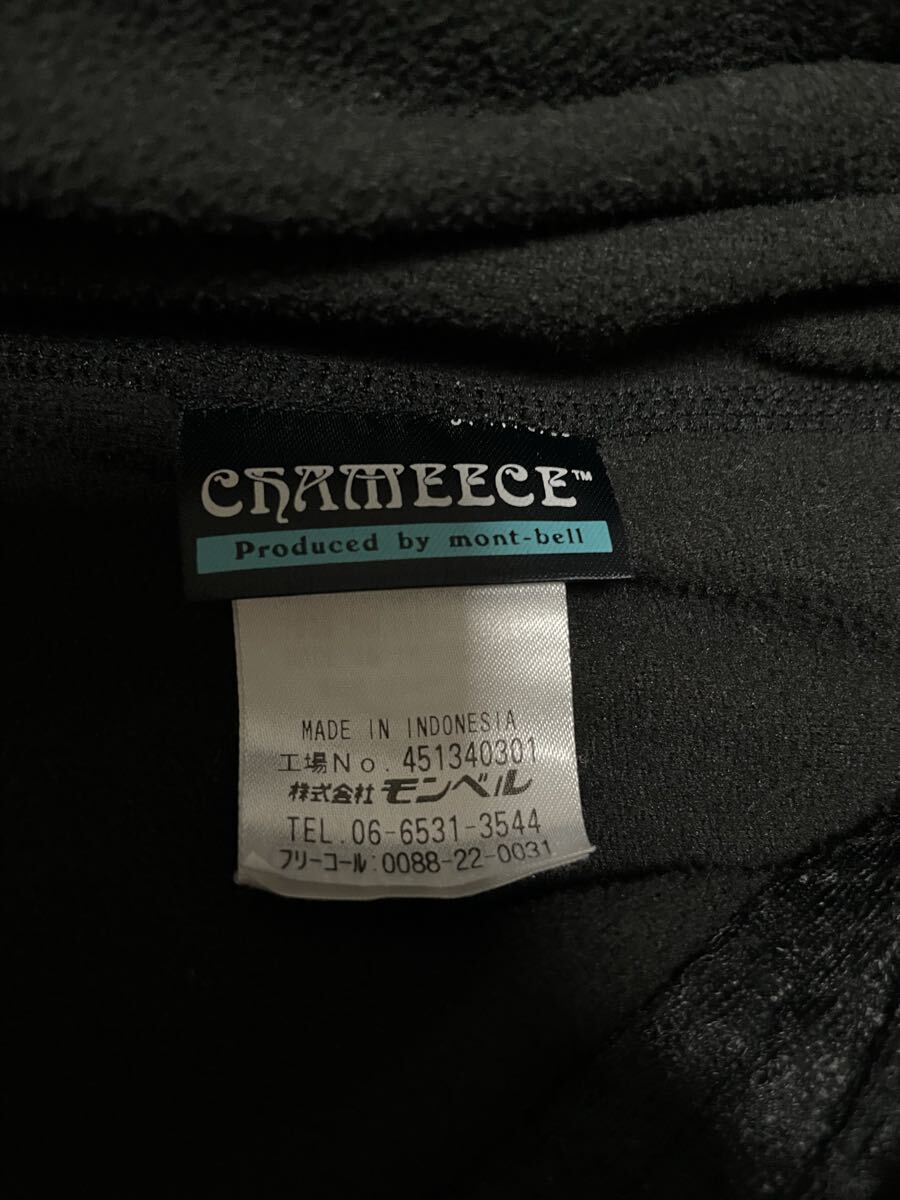 CHAMEECE™
Produced by mont-bell
MADE IN INDONESIA
工場No.451340301
株式会社モンベル
TEL.06-6531-3544
フリーコール:0088-22-0031